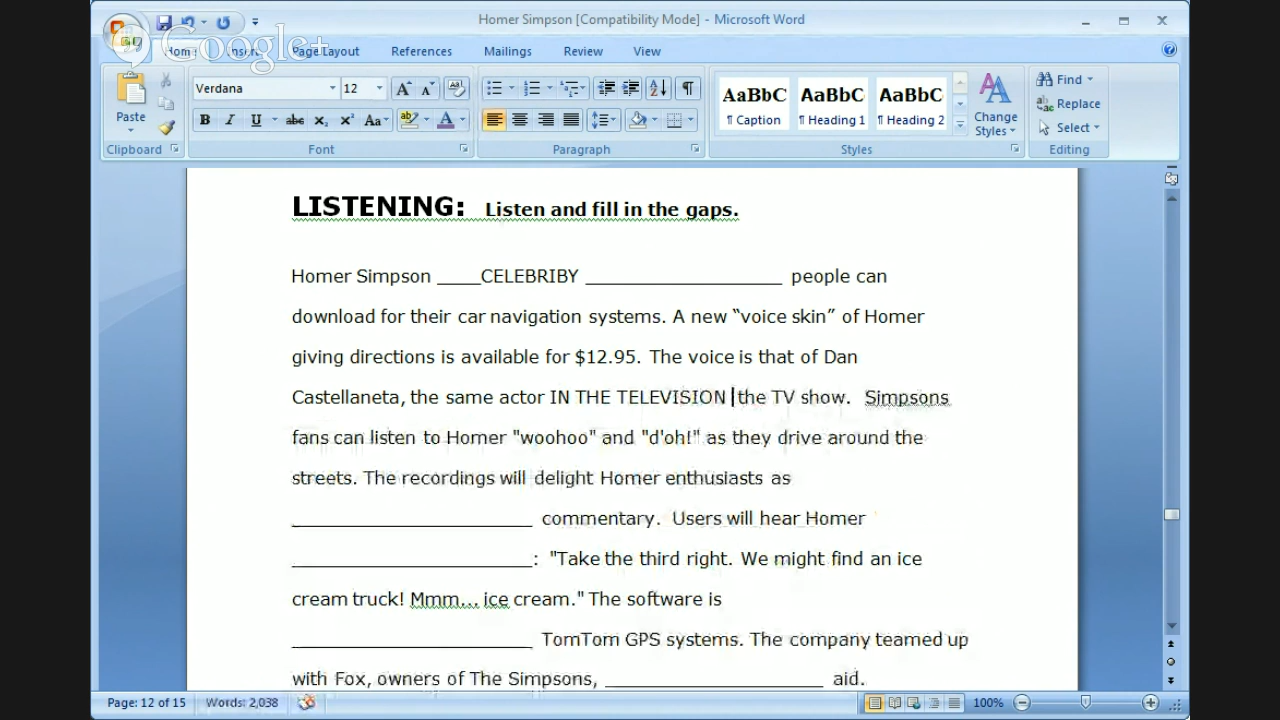 Homer Simpson [Compatibility Mode] - Microsoft Word
Google+
Home Insert Page Layout References Mailings Review View
Verdana 12
Paste
AaBbC AaBbC AaBbC
¶ Caption ¶ Heading 1 ¶ Heading 2
Change Styles
Find
Replace
Select
Clipboard Font Paragraph Styles Editing
LISTENING: Listen and fill in the gaps.
Homer Simpson ____CELEBRIBY __________________ people can
download for their car navigation systems. A new “voice skin” of Homer
giving directions is available for $12.95. The voice is that of Dan
Castellaneta, the same actor IN THE TELEVISION the TV show. Simpsons
fans can listen to Homer "woohoo" and "d'oh!" as they drive around the
streets. The recordings will delight Homer enthusiasts as
______________________ commentary. Users will hear Homer
______________________: "Take the third right. We might find an ice
cream truck! Mmm... ice cream." The software is
______________________ TomTom GPS systems. The company teamed up
with Fox, owners of The Simpsons, ____________________ aid.
Page: 12 of 15 Words: 2,038 100%